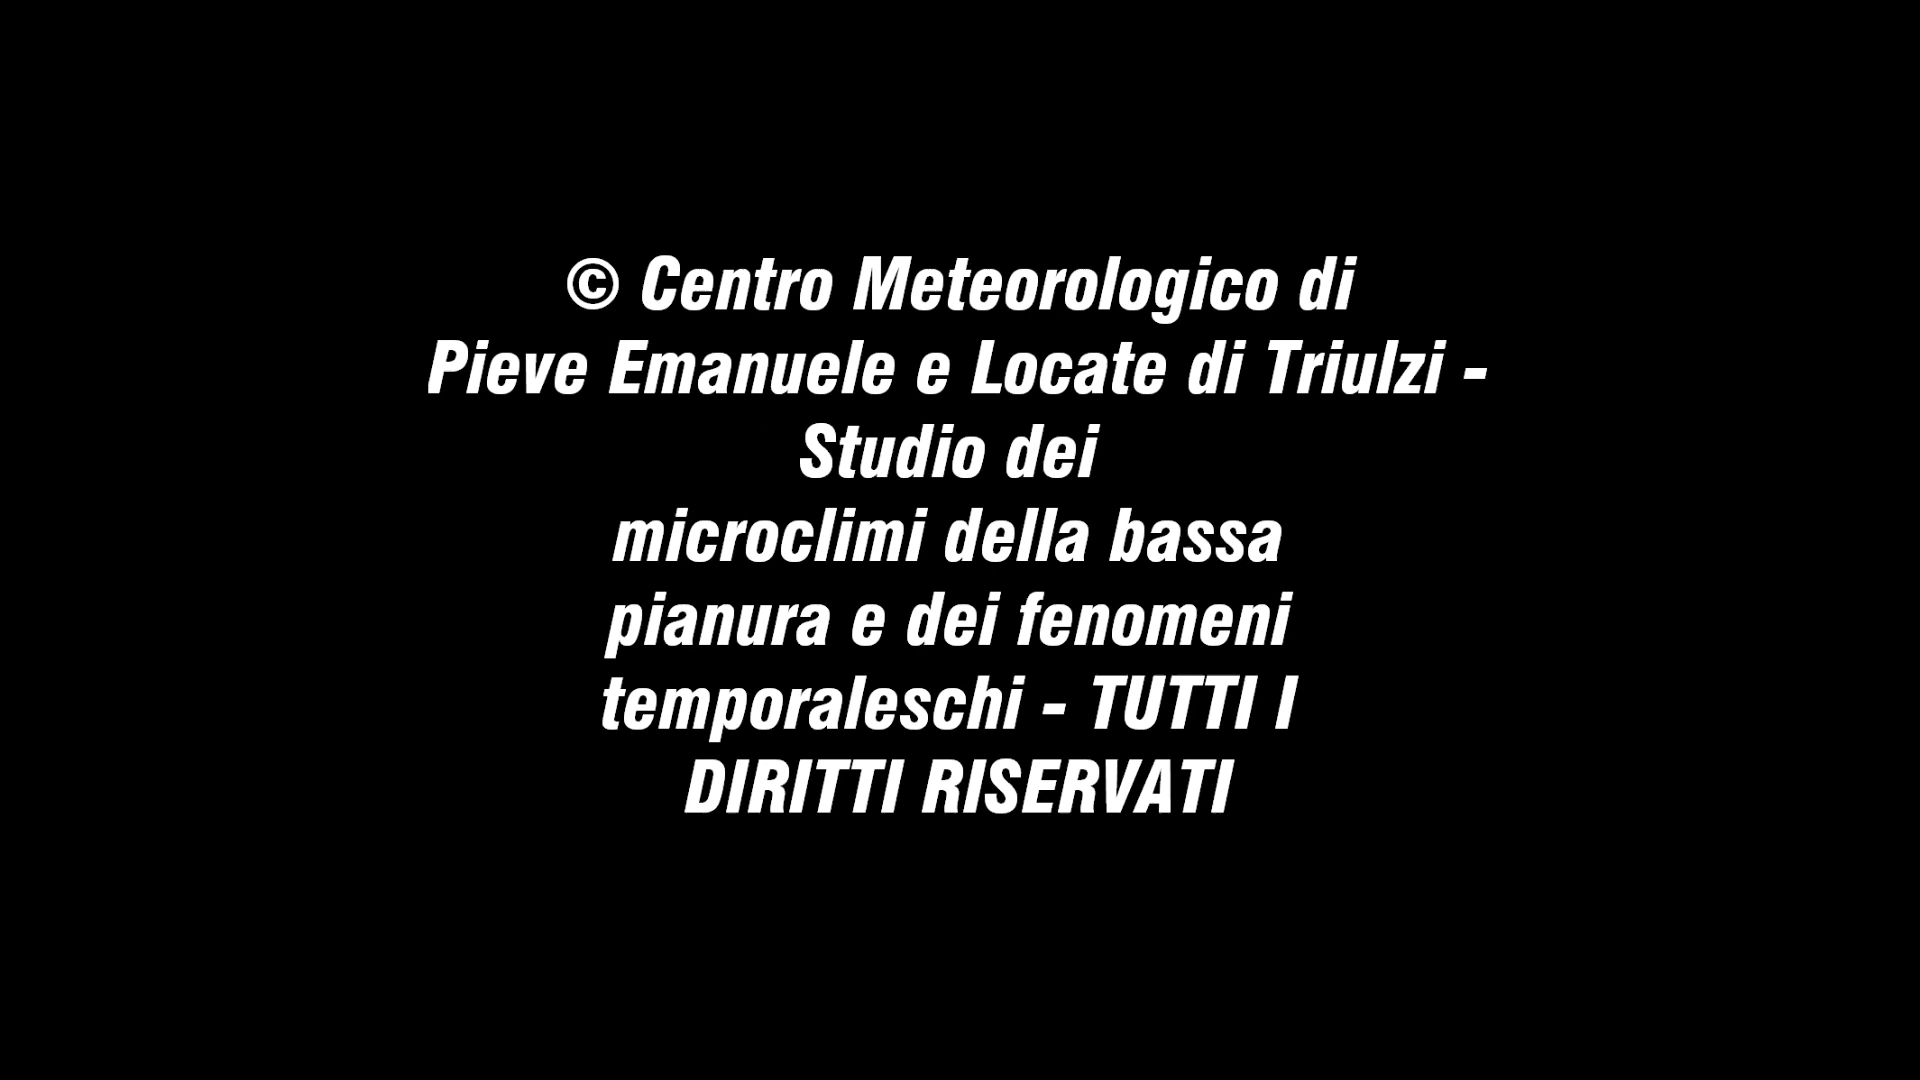 © Centro Meteorologico di
Pieve Emanuele e Locate di Triulzi -
Studio dei
microclimi della bassa
pianura e dei fenomeni
temporaleschi - TUTTI I
DIRITTI RISERVATI